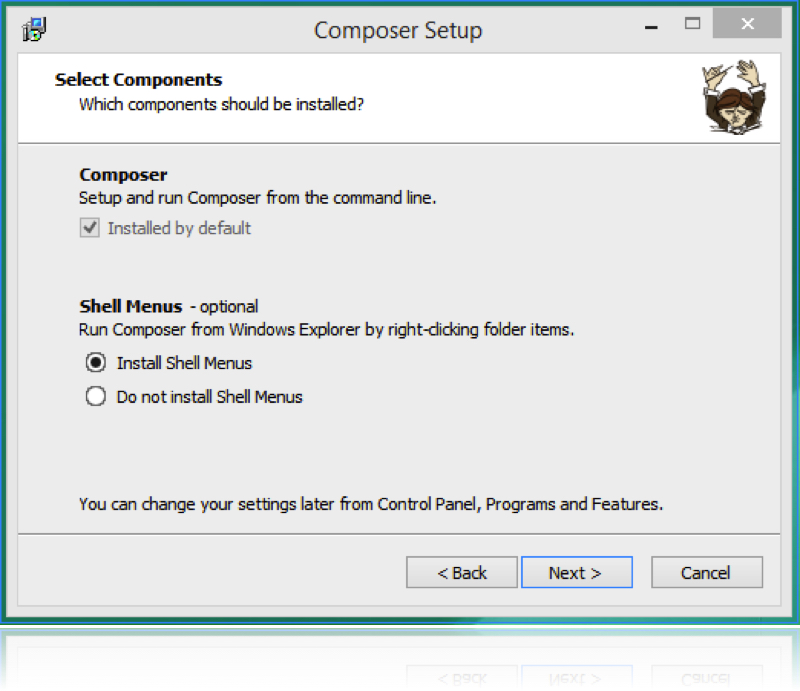 Composer Setup
Select Components
Which components should be installed?
Composer
Setup and run Composer from the command line.
Installed by default
Shell Menus - optional
Run Composer from Windows Explorer by right-clicking folder items.
Install Shell Menus
Do not install Shell Menus
You can change your settings later from Control Panel, Programs and Features.
< Back Next > Cancel